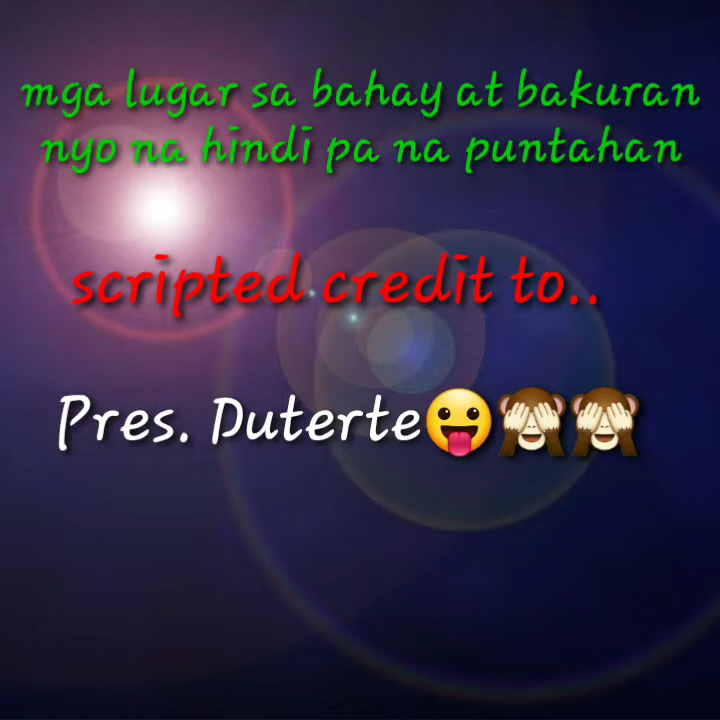 mga lugar sa bahay at bakuran
nyo na hindi pa na puntahan
scripted credit to..
Pres. Duterte😛🙈🙈